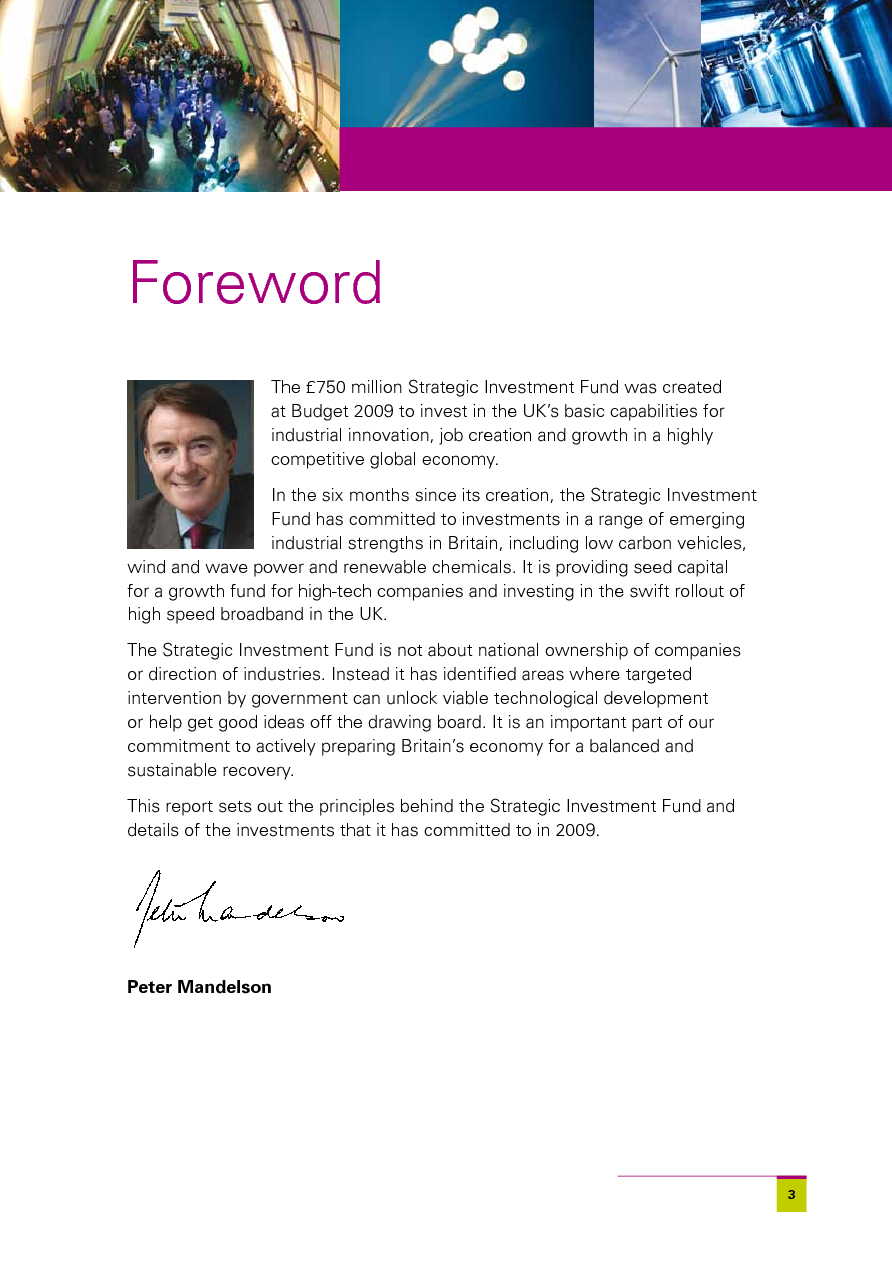 Foreword
The £750 million Strategic Investment Fund was created
at Budget 2009 to invest in the UK’s basic capabilities for
industrial innovation, job creation and growth in a highly
competitive global economy.
In the six months since its creation, the Strategic Investment
Fund has committed to investments in a range of emerging
industrial strengths in Britain, including low carbon vehicles,
wind and wave power and renewable chemicals. It is providing seed capital
for a growth fund for high-tech companies and investing in the swift rollout of
high speed broadband in the UK.
The Strategic Investment Fund is not about national ownership of companies
or direction of industries. Instead it has identified areas where targeted
intervention by government can unlock viable technological development
or help get good ideas off the drawing board. It is an important part of our
commitment to actively preparing Britain’s economy for a balanced and
sustainable recovery.
This report sets out the principles behind the Strategic Investment Fund and
details of the investments that it has committed to in 2009.
Peter Mandelson
Peter Mandelson
3